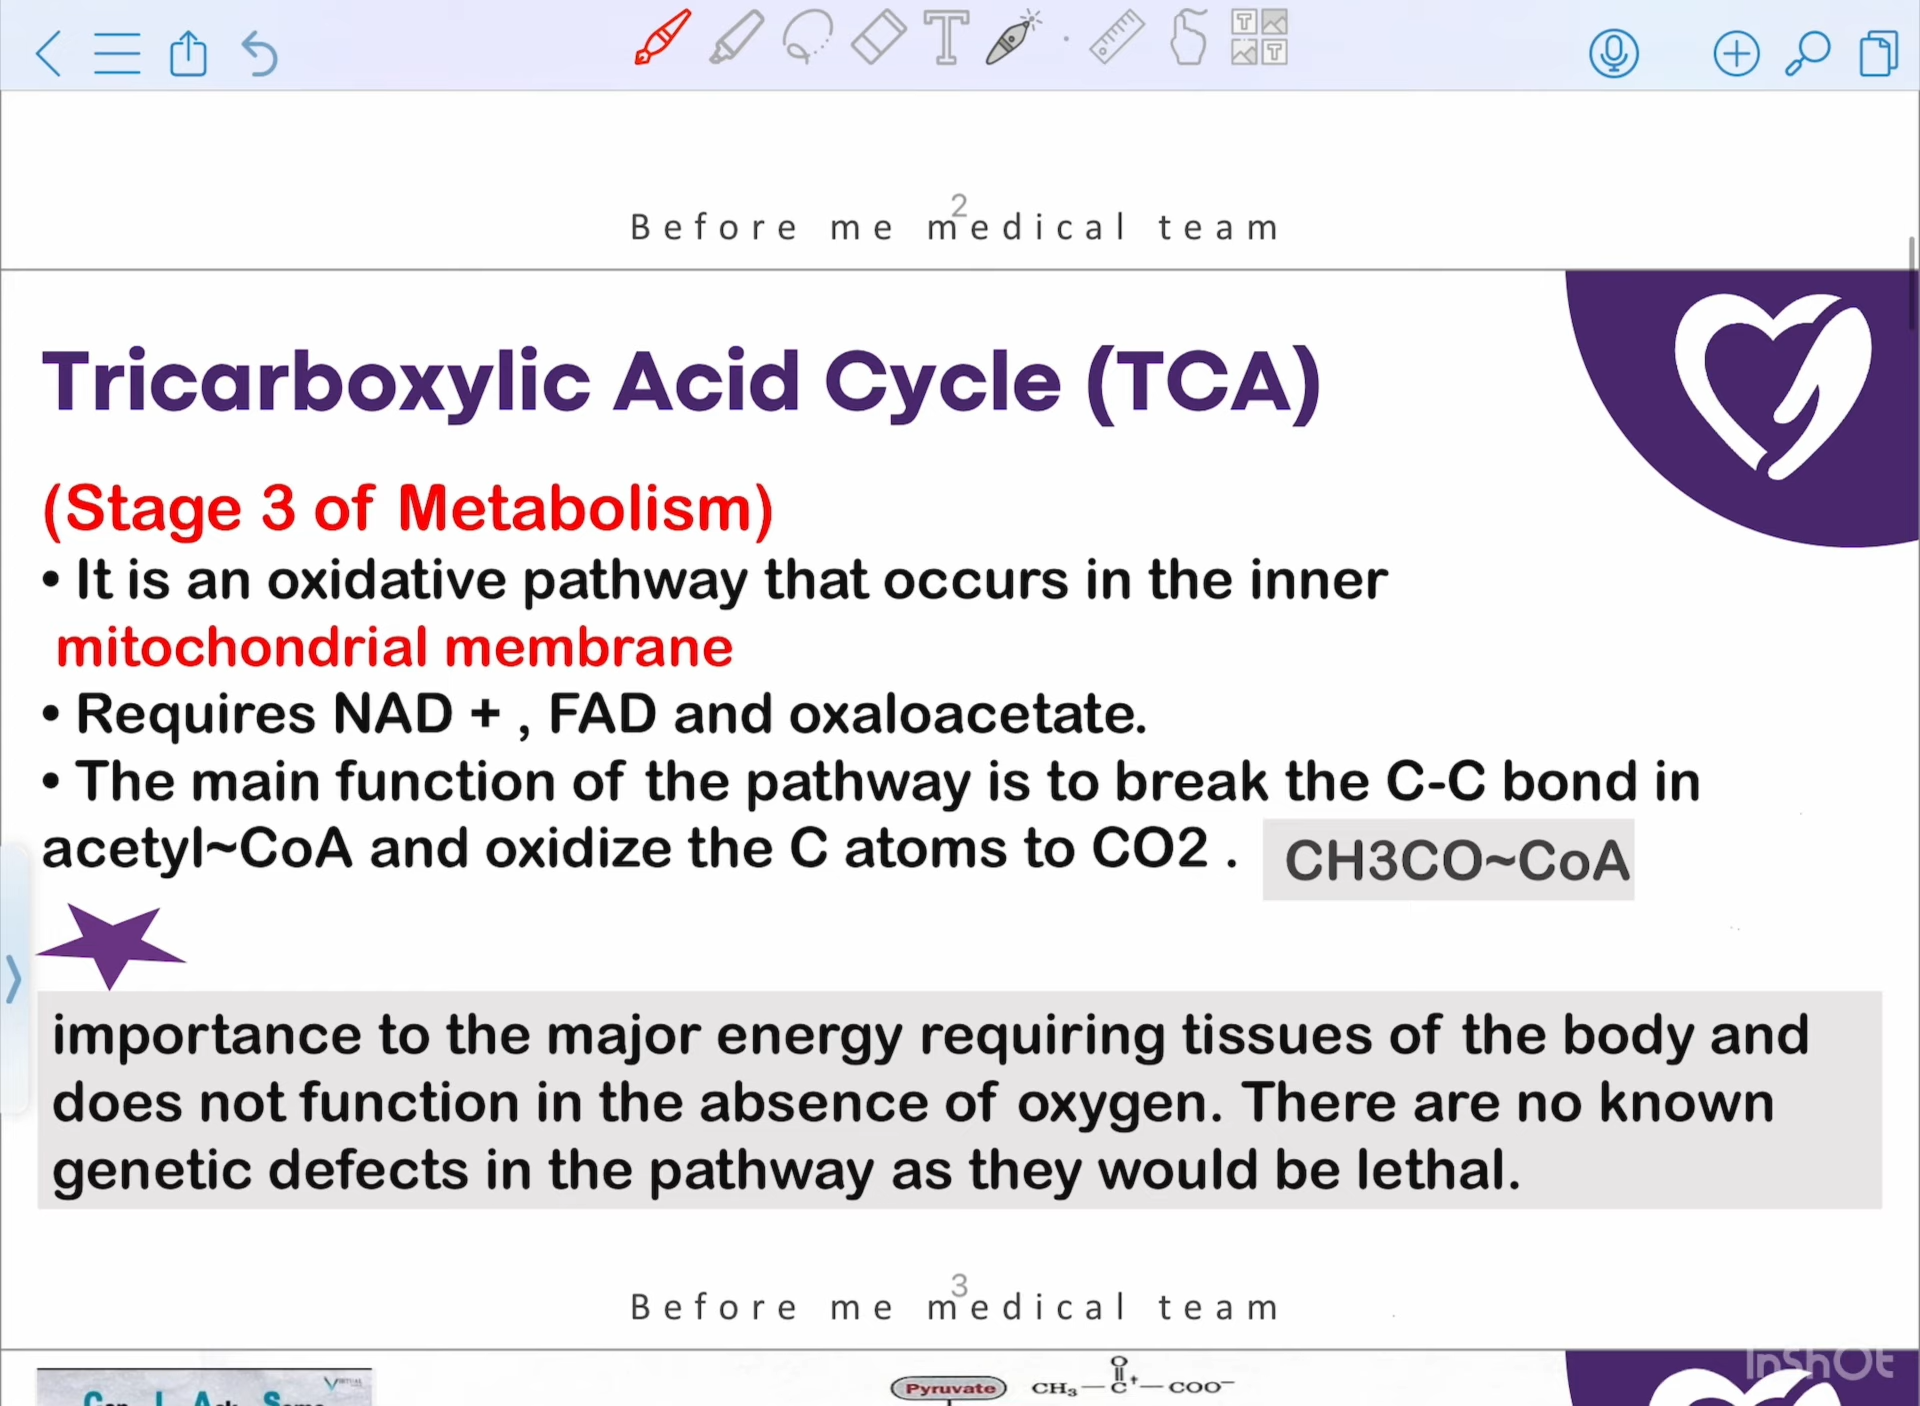 2
Before me medical team
Tricarboxylic Acid Cycle (TCA)
(Stage 3 of Metabolism)
• It is an oxidative pathway that occurs in the inner
mitochondrial membrane
• Requires NAD + , FAD and oxaloacetate.
• The main function of the pathway is to break the C-C bond in
acetyl~CoA and oxidize the C atoms to CO2 .
CH3CO~CoA
importance to the major energy requiring tissues of the body and
does not function in the absence of oxygen. There are no known
genetic defects in the pathway as they would be lethal.
3
Before me medical team
InShOt
Pyruvate CH₃—C—COO⁻
O